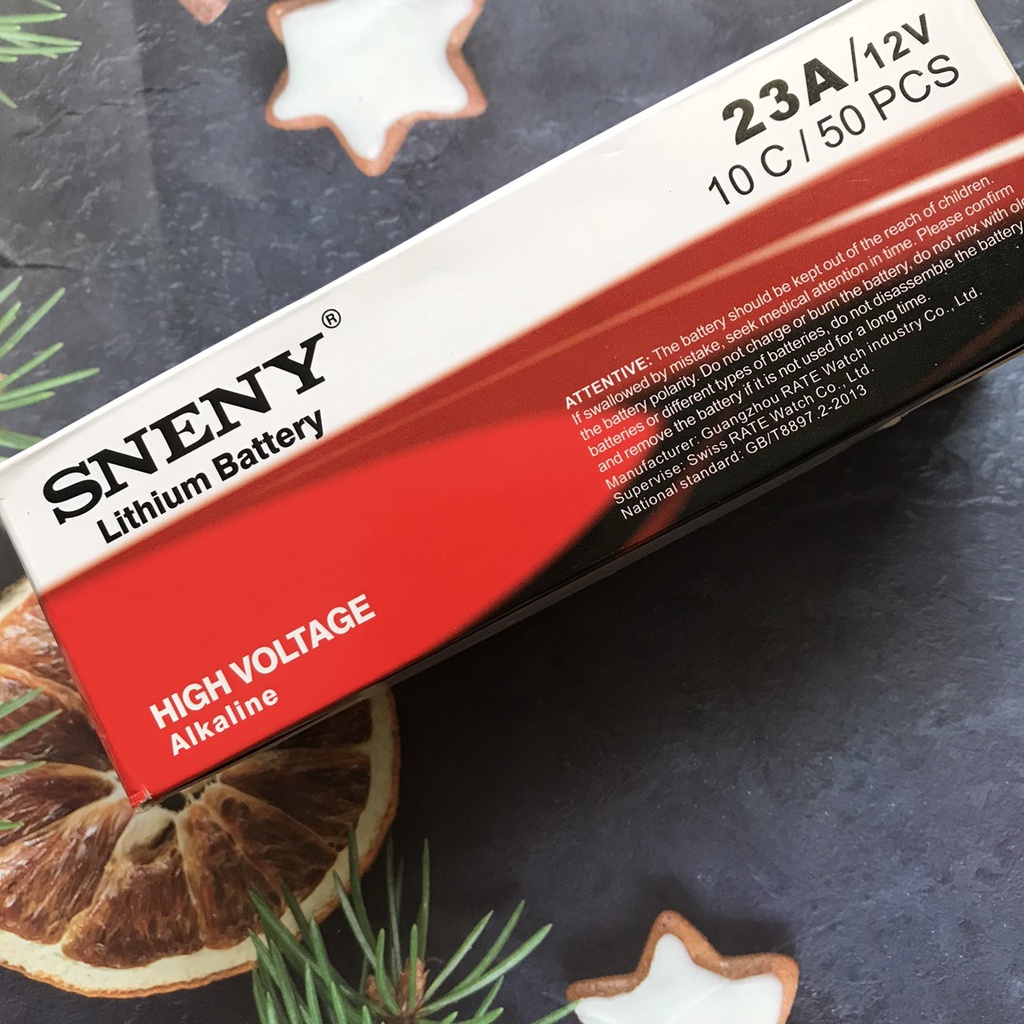 23A/12V
10 C / 50 PCS
SNENY®
Lithium Battery
ATTENTIVE: The battery should be kept out of the reach of children.
If swallowed by mistake, seek medical attention in time. Please confirm
the battery polarity. Do not charge or burn the battery, do not mix with old
batteries or different types of batteries, do not disassemble the battery
and remove the battery if it is not used for a long time.
Manufacturer: Guangzhou RATE Watch industry Co., Ltd.
Supervise: Swiss RATE Watch Co., Ltd.
National standard: GB/T8897.2-2013
HIGH VOLTAGE
Alkaline